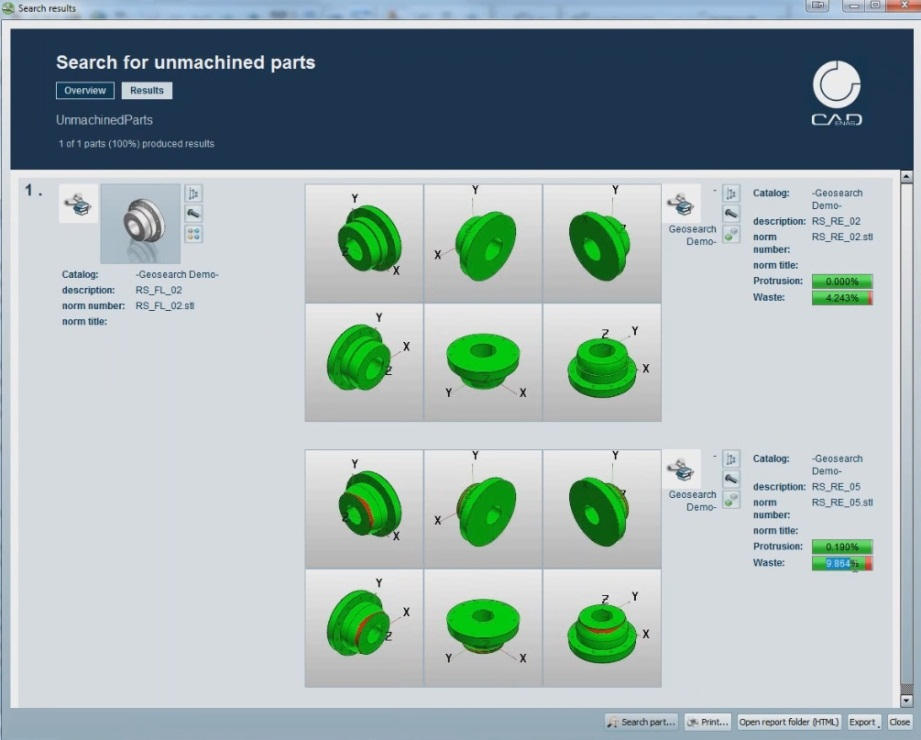 Search results
Search for unmachined parts
Overview
Results
UnmachinedParts
1 of 1 parts (100%) produced results
CAD
ENAS
1.
Catalog: -Geosearch Demo-
description: RS_FL_02
norm number: RS_FL_02.stl
norm title:
Y
Z
X
Y
X
Y
Z
Y
X
Z
Y
X
Z
Y
X
-
Geosearch
Demo-
Catalog: -Geosearch
Demo-
description: RS_RE_02
norm RS_RE_02.stl
number:
norm title:
Protrusion: 0.000%
Waste: 4.243%
Y
Z
X
Y
X
Y
Z
Y
X
Z
Y
X
Z
Y
X
-
Geosearch
Demo-
Catalog: -Geosearch
Demo-
description: RS_RE_05
norm RS_RE_05.stl
number:
norm title:
Protrusion: 0.190%
Waste: 9.864%
Search part...
Print...
Open report folder (HTML)
Export
Close